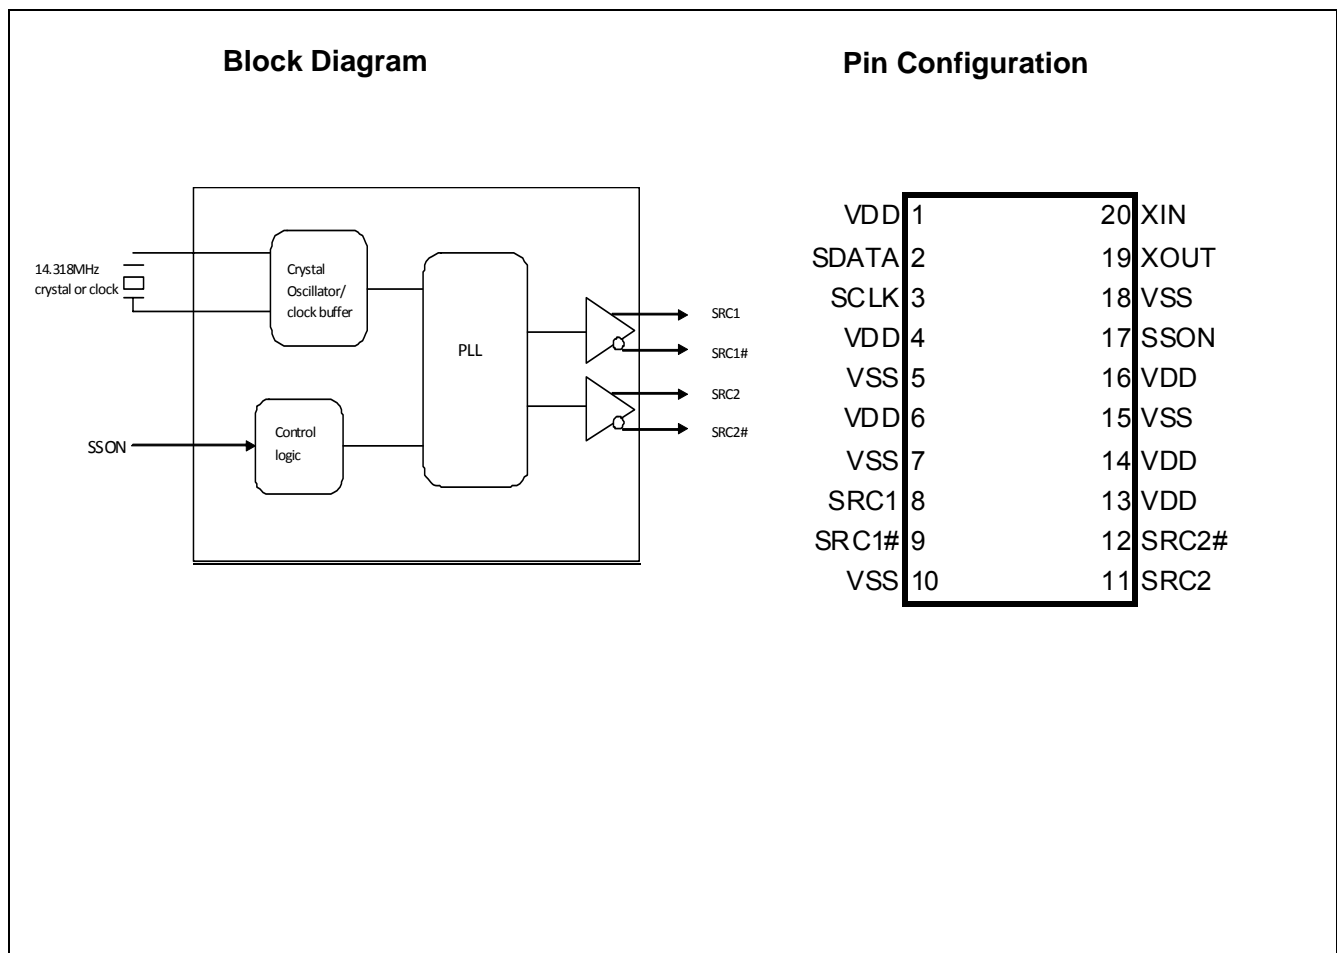 Block Diagram
14.318MHz
crystal or clock
Crystal
Oscillator/
clock buffer
PLL
SRC1
SRC1#
SRC2
SRC2#
SSON
Control
logic
Pin Configuration
VDD 1 20 XIN
SDATA 2 19 XOUT
SCLK 3 18 VSS
VDD 4 17 SSON
VSS 5 16 VDD
VDD 6 15 VSS
VSS 7 14 VDD
SRC1 8 13 VDD
SRC1# 9 12 SRC2#
VSS 10 11 SRC2